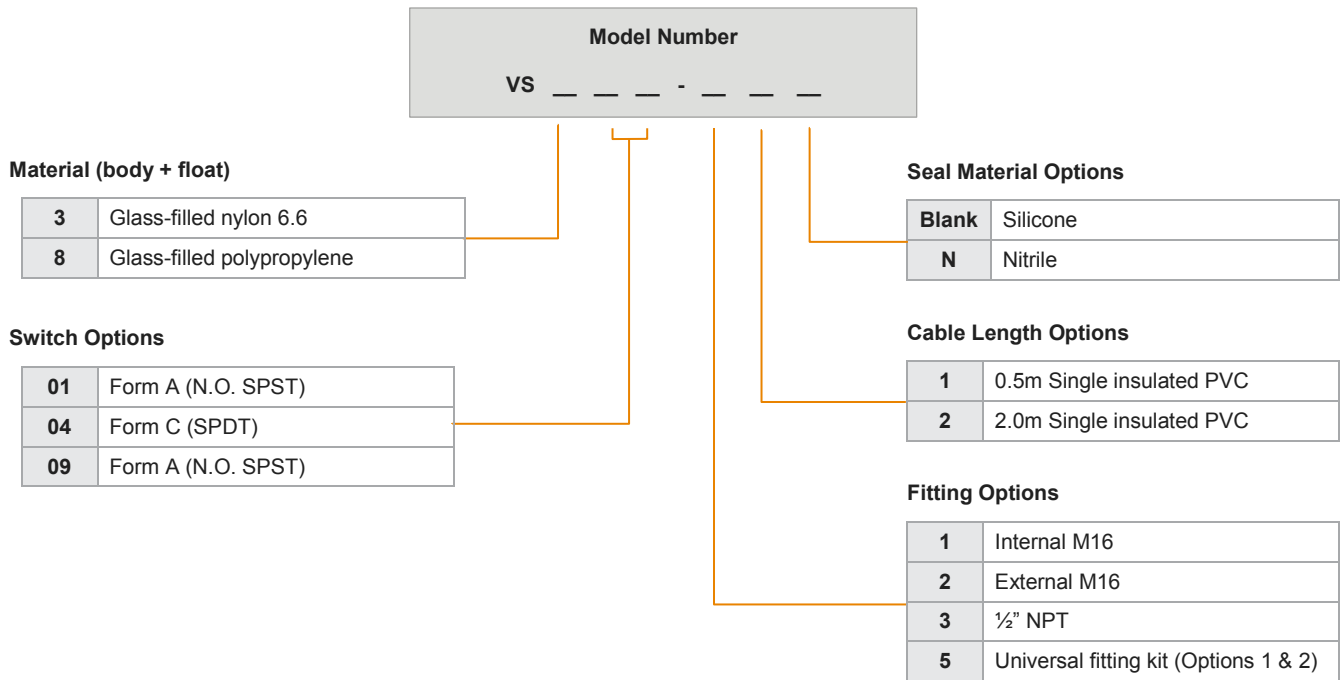 Model Number
VS __ __ __ - __ __ __
Material (body + float)
3 Glass-filled nylon 6.6
8 Glass-filled polypropylene
Switch Options
01 Form A (N.O. SPST)
04 Form C (SPDT)
09 Form A (N.O. SPST)
Seal Material Options
Blank Silicone
N Nitrile
Cable Length Options
1 0.5m Single insulated PVC
2 2.0m Single insulated PVC
Fitting Options
1 Internal M16
2 External M16
3 ½” NPT
5 Universal fitting kit (Options 1 & 2)